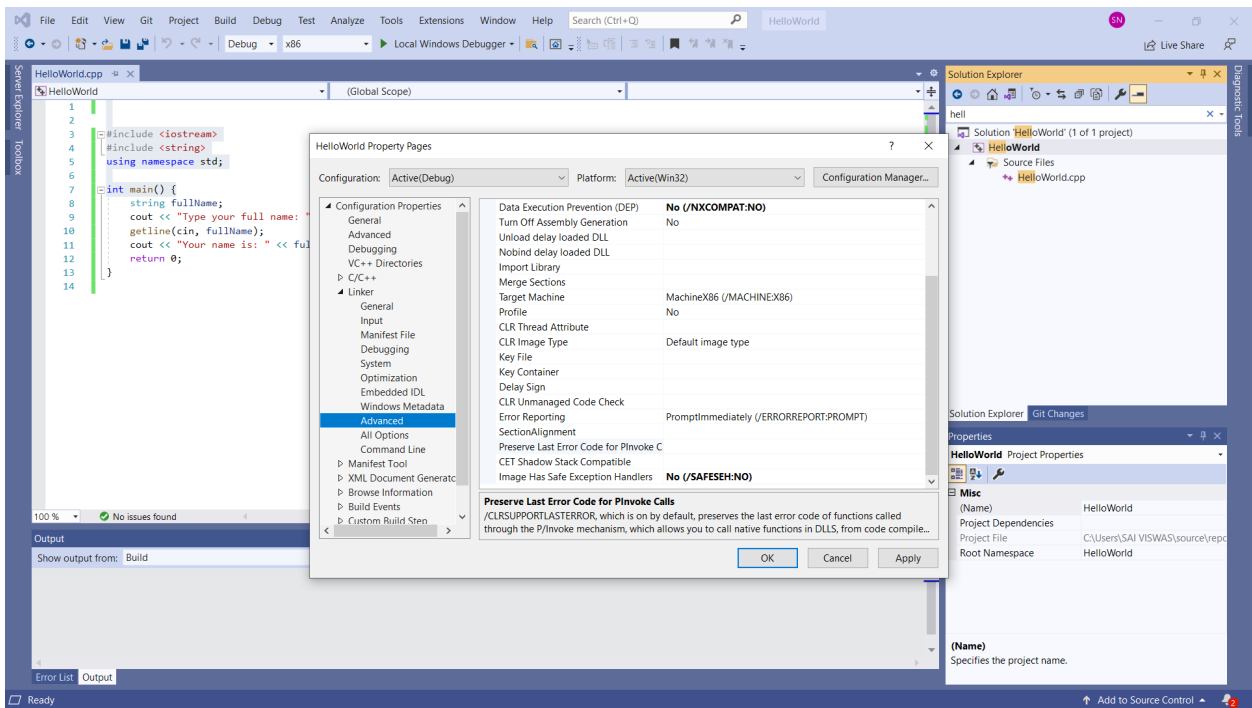 File Edit View Git Project Build Debug Test Analyze Tools Extensions Window Help Search (Ctrl+Q) HelloWorld SN
Debug x86 Local Windows Debugger Live Share
Server Explorer
Toolbox
HelloWorld.cpp
HelloWorld (Global Scope)
1
2
3 #include <iostream>
4 #include <string>
5 using namespace std;
6
7 int main() {
8 string fullName;
9 cout << "Type your full name: "
10 getline(cin, fullName);
11 cout << "Your name is: " << ful
12 return 0;
13 }
14
100 % No issues found
Output
Show output from: Build
Error List Output
HelloWorld Property Pages ?
Configuration: Active(Debug) Platform: Active(Win32) Configuration Manager...
Configuration Properties
General
Advanced
Debugging
VC++ Directories
C/C++
Linker
General
Input
Manifest File
Debugging
System
Optimization
Embedded IDL
Windows Metadata
Advanced
All Options
Command Line
Manifest Tool
XML Document Generatc
Browse Information
Build Events
Custom Build Step
Data Execution Prevention (DEP) No (/NXCOMPAT:NO)
Turn Off Assembly Generation No
Unload delay loaded DLL
Nobind delay loaded DLL
Import Library
Merge Sections
Target Machine MachineX86 (/MACHINE:X86)
Profile No
CLR Thread Attribute
CLR Image Type Default image type
Key File
Key Container
Delay Sign
CLR Unmanaged Code Check
Error Reporting PromptImmediately (/ERRORREPORT:PROMPT)
SectionAlignment
Preserve Last Error Code for PInvoke C
CET Shadow Stack Compatible
Image Has Safe Exception Handlers No (/SAFESEH:NO)
Preserve Last Error Code for PInvoke Calls
/CLRSUPPORTLASTERROR, which is on by default, preserves the last error code of functions called
through the P/Invoke mechanism, which allows you to call native functions in DLLS, from code compile...
OK Cancel Apply
Solution Explorer
hell
Solution 'HelloWorld' (1 of 1 project)
HelloWorld
Source Files
HelloWorld.cpp
Solution Explorer Git Changes
Properties
HelloWorld Project Properties
Misc
(Name) HelloWorld
Project Dependencies
Project File C:\Users\SAI VISWAS\source\repc
Root Namespace HelloWorld
(Name)
Specifies the project name.
Diagnostic Tools
Ready Add to Source Control 2